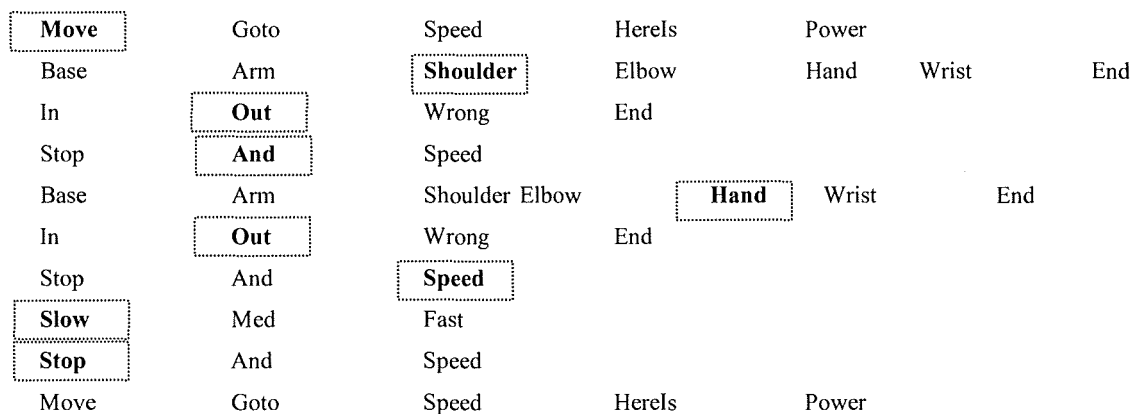 Move Goto Speed HereIs Power
Base Arm Shoulder Elbow Hand Wrist End
In Out Wrong End
Stop And Speed
Base Arm Shoulder Elbow Hand Wrist End
In Out Wrong End
Stop And Speed
Slow Med Fast
Stop And Speed
Move Goto Speed HereIs Power